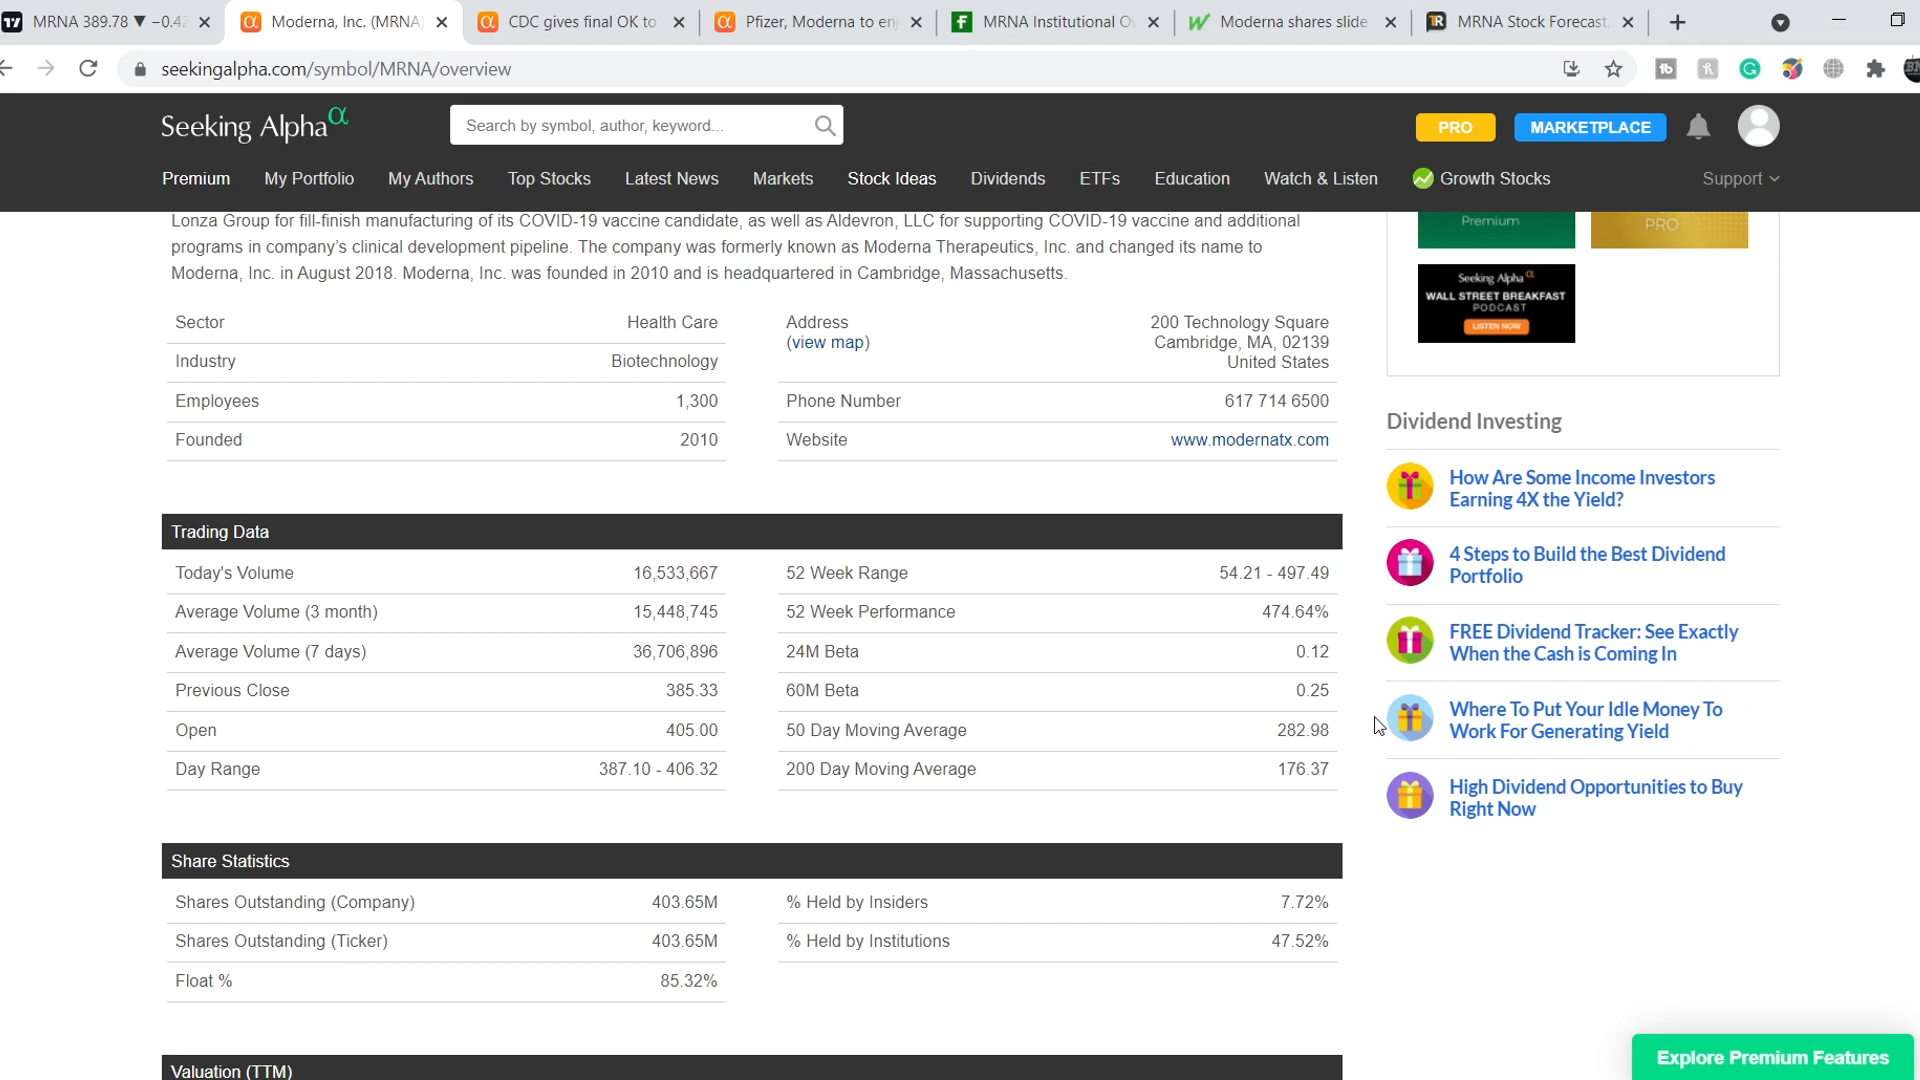 MRNA 389.78 ▼ −0.42
Moderna, Inc. (MRNA)
CDC gives final OK to
Pfizer, Moderna to enj
MRNA Institutional O
Moderna shares slide
MRNA Stock Forecast,
seekingalpha.com/symbol/MRNA/overview
Seeking Alpha α
Search by symbol, author, keyword...
PRO
MARKETPLACE
Premium My Portfolio My Authors Top Stocks Latest News Markets Stock Ideas Dividends ETFs Education Watch & Listen Growth Stocks Support
Lonza Group for fill-finish manufacturing of its COVID-19 vaccine candidate, as well as Aldevron, LLC for supporting COVID-19 vaccine and additional
programs in company's clinical development pipeline. The company was formerly known as Moderna Therapeutics, Inc. and changed its name to
Moderna, Inc. in August 2018. Moderna, Inc. was founded in 2010 and is headquartered in Cambridge, Massachusetts.
Sector Health Care
Industry Biotechnology
Employees 1,300
Founded 2010
Address 200 Technology Square
(view map) Cambridge, MA, 02139
United States
Phone Number 617 714 6500
Website www.modernatx.com
Trading Data
Today's Volume 16,533,667
Average Volume (3 month) 15,448,745
Average Volume (7 days) 36,706,896
Previous Close 385.33
Open 405.00
Day Range 387.10 - 406.32
52 Week Range 54.21 - 497.49
52 Week Performance 474.64%
24M Beta 0.12
60M Beta 0.25
50 Day Moving Average 282.98
200 Day Moving Average 176.37
Share Statistics
Shares Outstanding (Company) 403.65M
Shares Outstanding (Ticker) 403.65M
Float % 85.32%
% Held by Insiders 7.72%
% Held by Institutions 47.52%
Valuation (TTM)
Premium
PRO
Seeking Alpha α
WALL STREET BREAKFAST
PODCAST
LISTEN NOW
Dividend Investing
How Are Some Income Investors
Earning 4X the Yield?
4 Steps to Build the Best Dividend
Portfolio
FREE Dividend Tracker: See Exactly
When the Cash is Coming In
Where To Put Your Idle Money To
Work For Generating Yield
High Dividend Opportunities to Buy
Right Now
Explore Premium Features